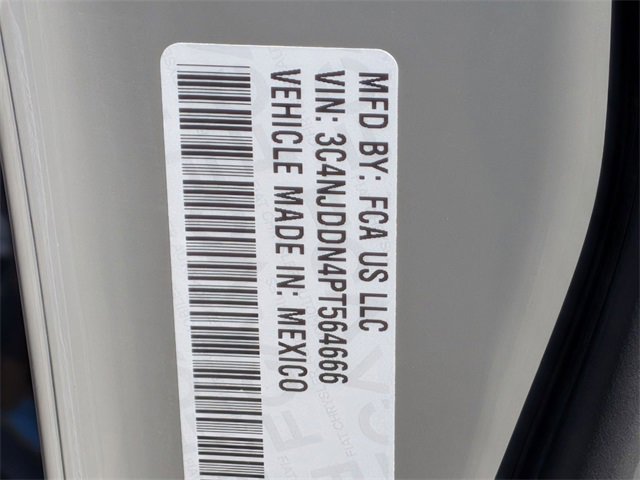 MFD BY: FCA US LLC
VIN: 3C4NJDDN4PT564666
VEHICLE MADE IN: MEXICO